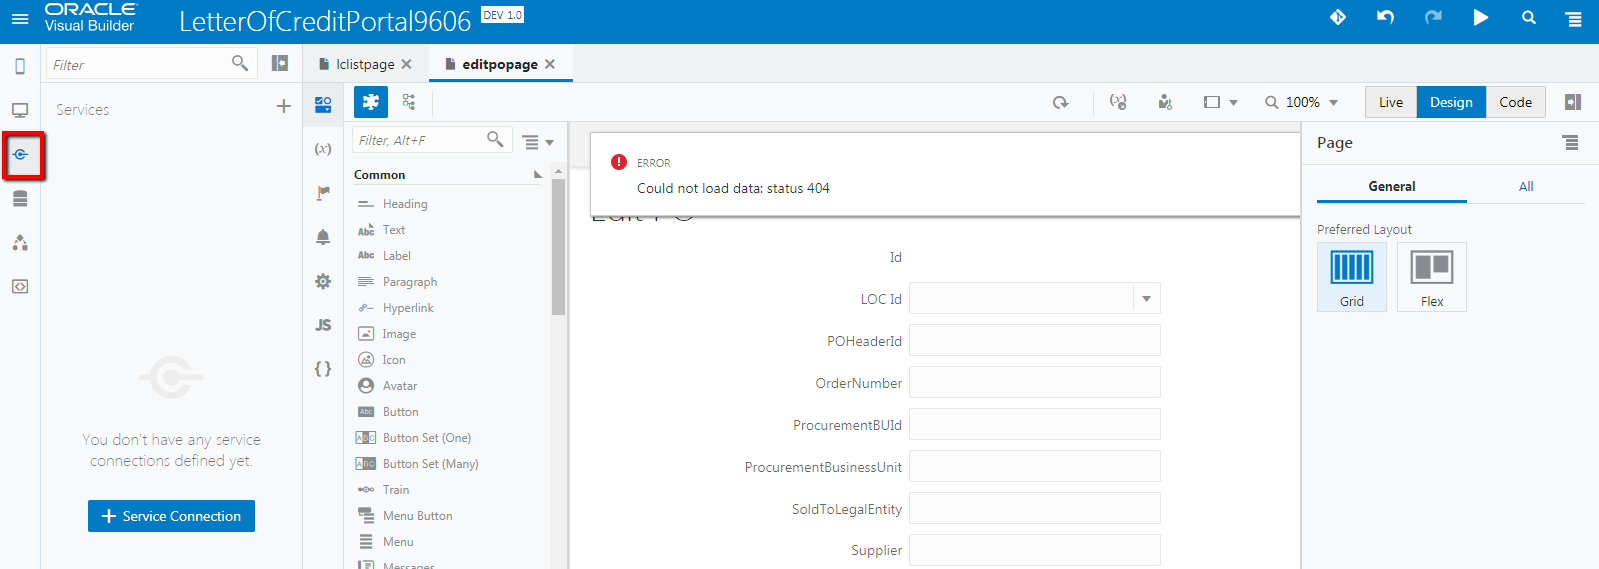 ORACLE
Visual Builder
LetterOfCreditPortal9606
DEV 1.0
Filter
lclistpage
editpopage
Services
100%
Live
Design
Code
(x)
Filter, Alt+F
Page
ERROR
Could not load data: status 404
Common
General
All
Heading
Text
Label
Paragraph
Hyperlink
Image
Icon
Avatar
Button
Button Set (One)
Button Set (Many)
Train
Menu Button
Menu
Messages
JS
{ }
Preferred Layout
Grid
Flex
Id
LOC Id
POHeaderId
OrderNumber
ProcurementBUId
ProcurementBusinessUnit
SoldToLegalEntity
Supplier
You don't have any service
connections defined yet.
+ Service Connection